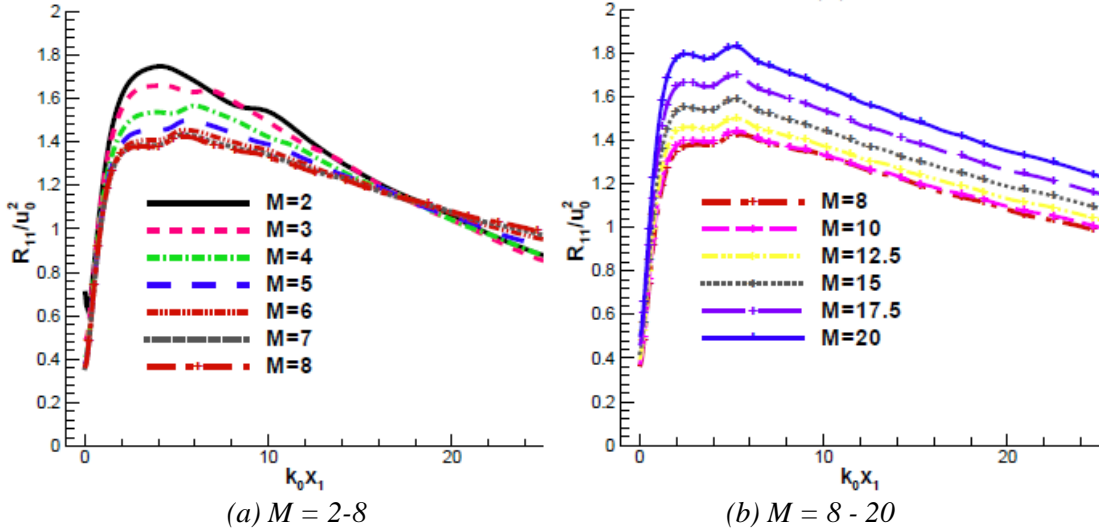 2
1.8
1.6
1.4
1.2
1
0.8
0.6
0.4
0.2
0
R₁₁/u₀²
M=2
M=3
M=4
M=5
M=6
M=7
M=8
0 10 20
k₀x₁
(a) M = 2-8
2
1.8
1.6
1.4
1.2
1
0.8
0.6
0.4
0.2
0
R₁₁/u₀²
M=8
M=10
M=12.5
M=15
M=17.5
M=20
0 10 20
k₀x₁
(b) M = 8 - 20